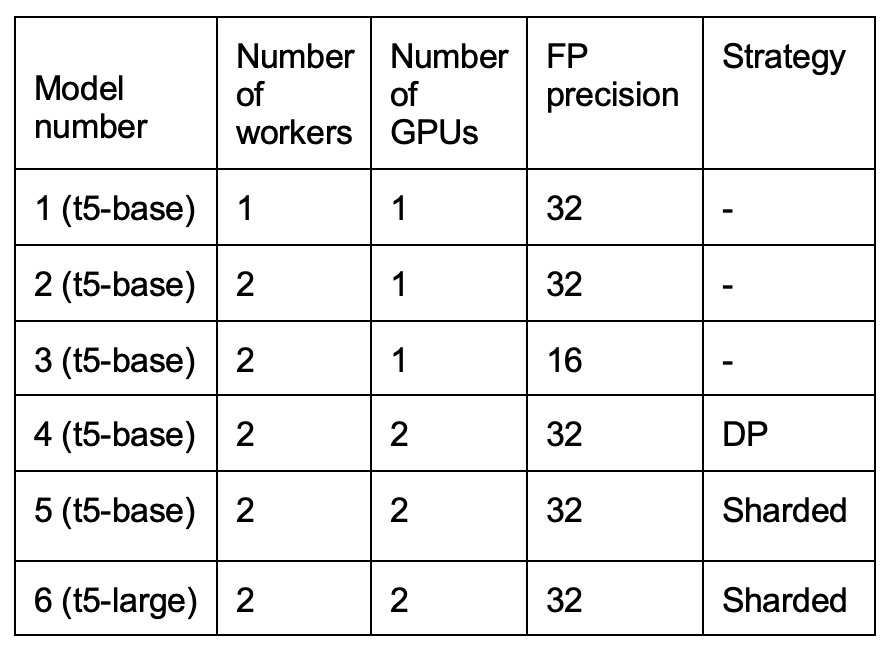 Model number
Number of workers
Number of GPUs
FP precision
Strategy
1 (t5-base) 1 1 32 -
2 (t5-base) 2 1 32 -
3 (t5-base) 2 1 16 -
4 (t5-base) 2 2 32 DP
5 (t5-base) 2 2 32 Sharded
6 (t5-large) 2 2 32 Sharded